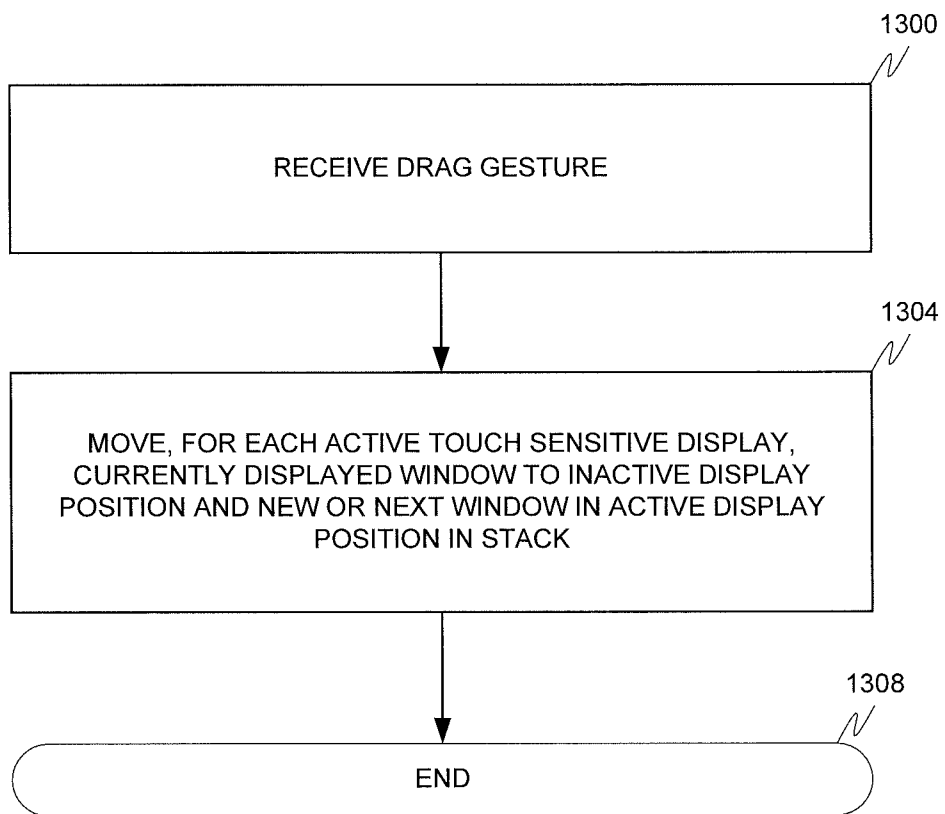 1300
RECEIVE DRAG GESTURE
1304
MOVE, FOR EACH ACTIVE TOUCH SENSITIVE DISPLAY,
CURRENTLY DISPLAYED WINDOW TO INACTIVE DISPLAY
POSITION AND NEW OR NEXT WINDOW IN ACTIVE DISPLAY
POSITION IN STACK
1308
END